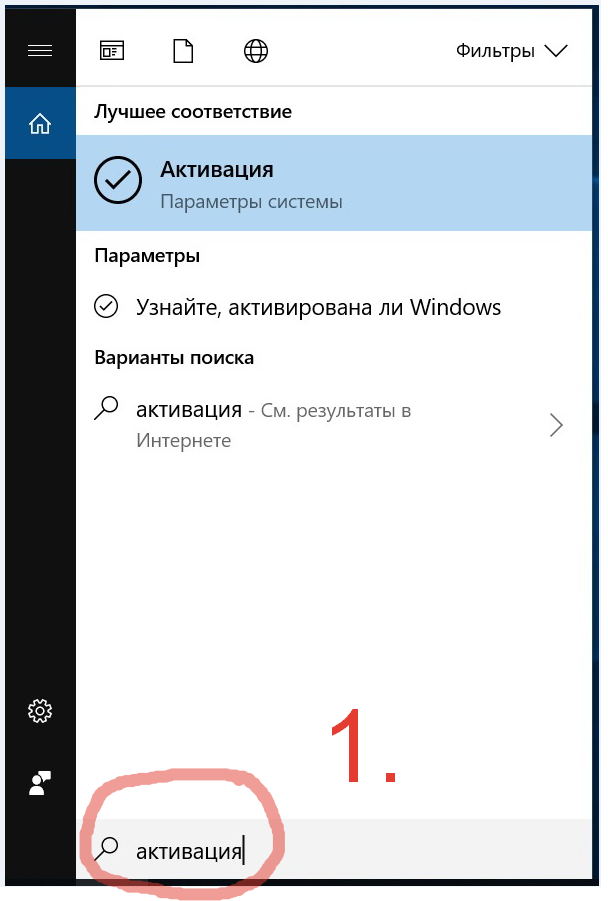 Фильтры
Лучшее соответствие
Активация
Параметры системы
Параметры
Узнайте, активирована ли Windows
Варианты поиска
активация - См. результаты в
Интернете
1.
активация